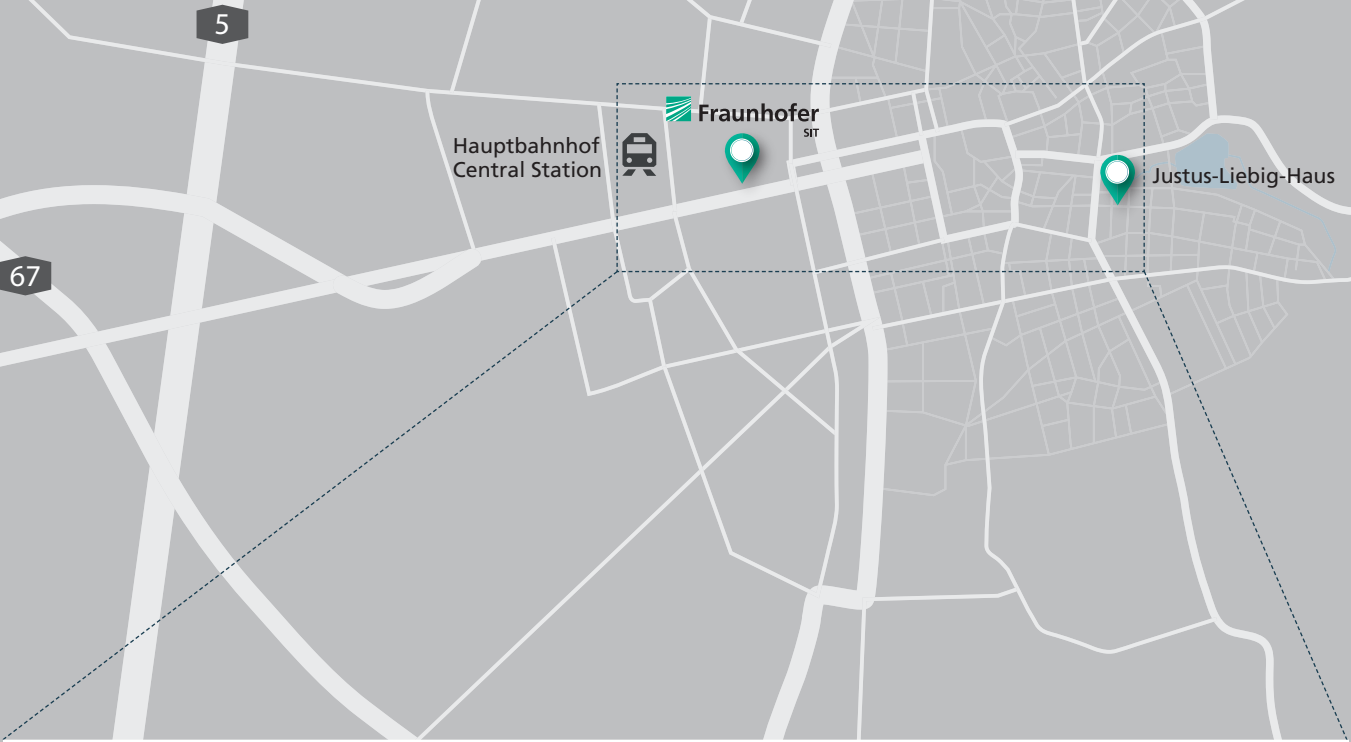 5
Fraunhofer
SIT
Hauptbahnhof
Central Station
Justus-Liebig-Haus
67